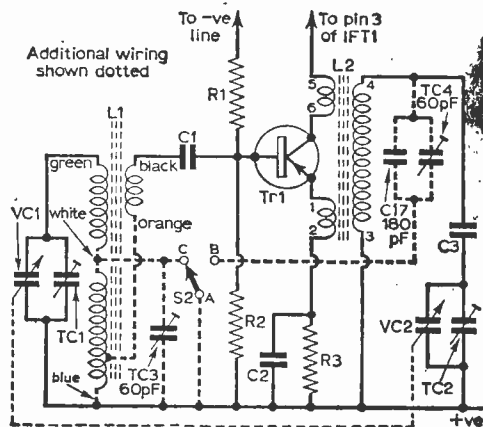 To -ve
line
To pin 3
of IFT1
Additional wiring
shown dotted
R1
L2
5
6
4
TC4
60pF
L1
C1
green
black
Tr1
C17
180
pF
VC1
white
orange
1
2
3
C3
C
B
S2
A
TC1
TC3
60pF
R2
C2
R3
VC2
TC2
blue
+ve